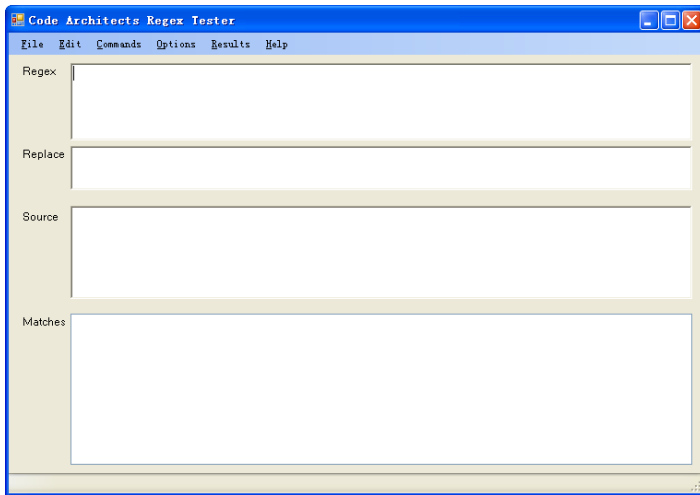 Code Architects Regex Tester
File Edit Commands Options Results Help
Regex
Replace
Source
Matches